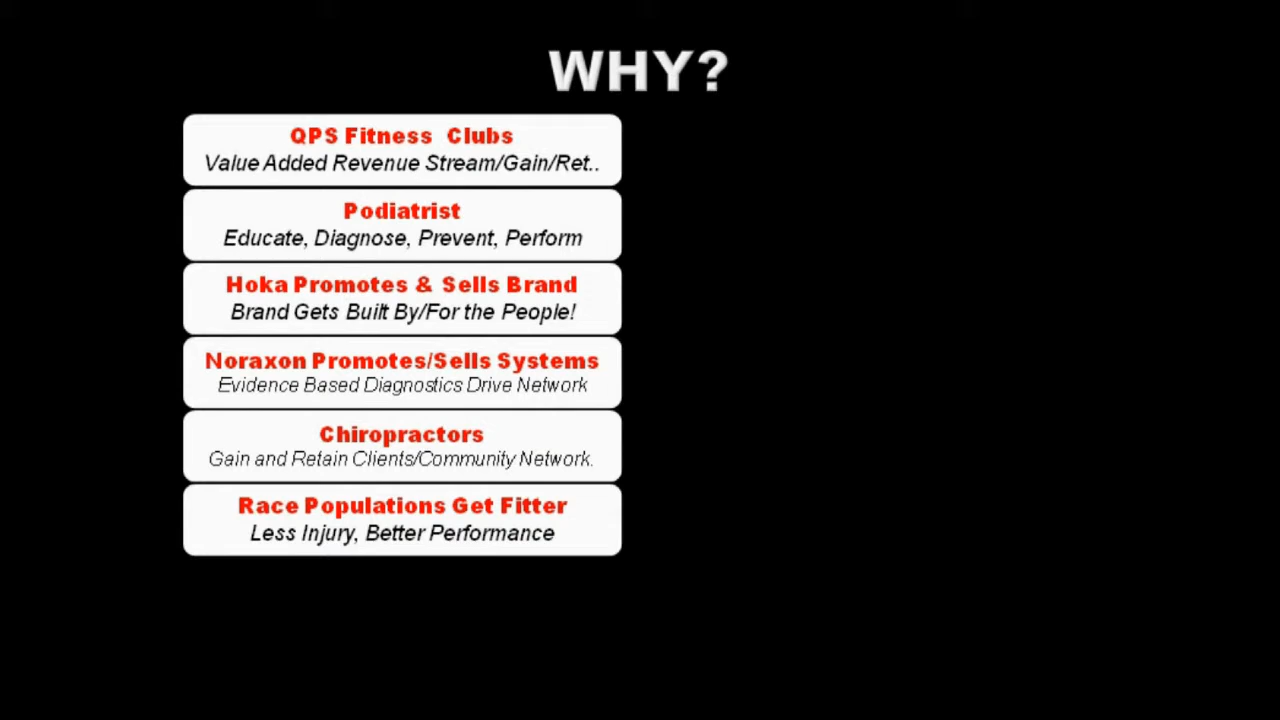 WHY?
QPS Fitness Clubs
Value Added Revenue Stream/Gain/Ret..
Podiatrist
Educate, Diagnose, Prevent, Perform
Hoka Promotes & Sells Brand
Brand Gets Built By/For the People!
Noraxon Promotes/Sells Systems
Evidence Based Diagnostics Drive Network
Chiropractors
Gain and Retain Clients/Community Network.
Race Populations Get Fitter
Less Injury, Better Performance